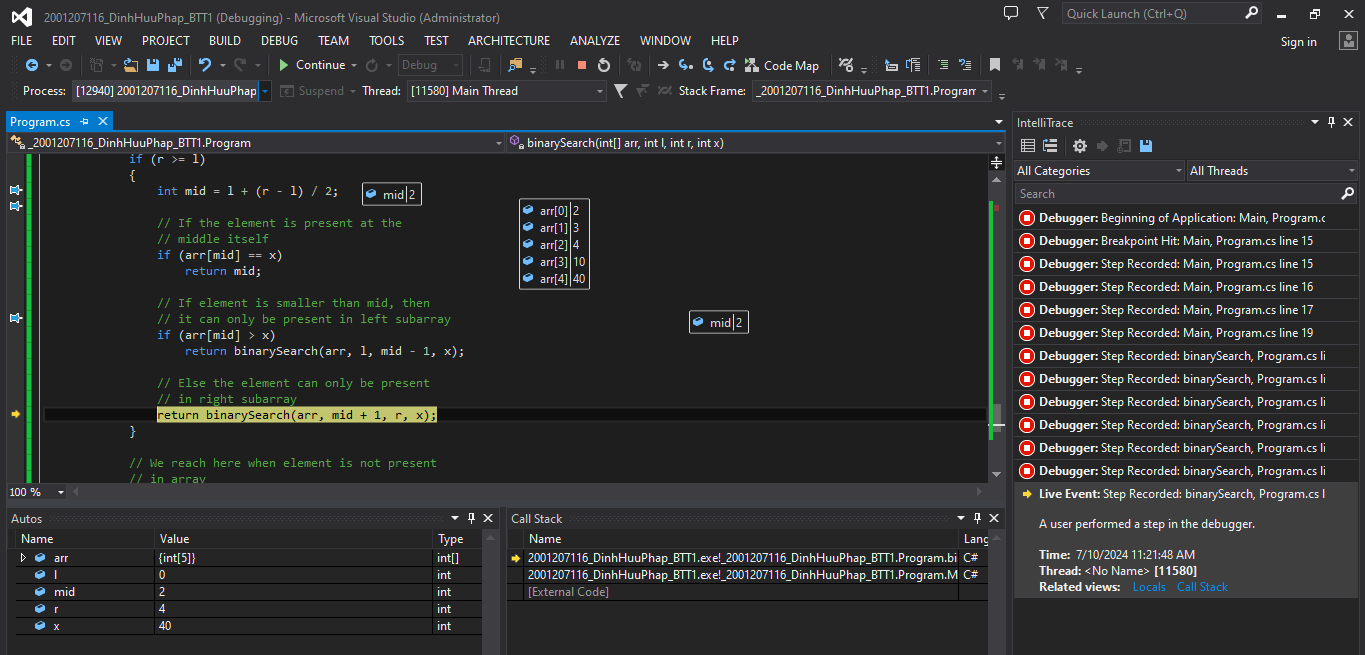 2001207116_DinhHuuPhap_BTT1 (Debugging) - Microsoft Visual Studio (Administrator)
Quick Launch (Ctrl+Q)
FILE EDIT VIEW PROJECT BUILD DEBUG TEAM TOOLS TEST ARCHITECTURE ANALYZE WINDOW HELP
Sign in
Continue Debug Code Map
Process: [12940] 2001207116_DinhHuuPhap Suspend Thread: [11580] Main Thread Stack Frame: _2001207116_DinhHuuPhap_BTT1.Program
Program.cs
_2001207116_DinhHuuPhap_BTT1.Program
binarySearch(int[] arr, int l, int r, int x)
if (r >= l)
{
int mid = l + (r - l) / 2;
mid 2
// If the element is present at the
// middle itself
if (arr[mid] == x)
return mid;
arr[0] 2
arr[1] 3
arr[2] 4
arr[3] 10
arr[4] 40
// If element is smaller than mid, then
// it can only be present in left subarray
mid 2
if (arr[mid] > x)
return binarySearch(arr, l, mid - 1, x);
// Else the element can only be present
// in right subarray
return binarySearch(arr, mid + 1, r, x);
}
// We reach here when element is not present
// in array
100 %
Autos
Name Value Type
arr {int[5]} int[]
l 0 int
mid 2 int
r 4 int
x 40 int
Call Stack
Name Lang
2001207116_DinhHuuPhap_BTT1.exe!_2001207116_DinhHuuPhap_BTT1.Program.bi C#
2001207116_DinhHuuPhap_BTT1.exe!_2001207116_DinhHuuPhap_BTT1.Program.M C#
[External Code]
IntelliTrace
All Categories All Threads
Search
Debugger: Beginning of Application: Main, Program.c
Debugger: Breakpoint Hit: Main, Program.cs line 15
Debugger: Step Recorded: Main, Program.cs line 15
Debugger: Step Recorded: Main, Program.cs line 16
Debugger: Step Recorded: Main, Program.cs line 17
Debugger: Step Recorded: Main, Program.cs line 19
Debugger: Step Recorded: binarySearch, Program.cs li
Debugger: Step Recorded: binarySearch, Program.cs li
Debugger: Step Recorded: binarySearch, Program.cs li
Debugger: Step Recorded: binarySearch, Program.cs li
Debugger: Step Recorded: binarySearch, Program.cs li
Debugger: Step Recorded: binarySearch, Program.cs li
Live Event: Step Recorded: binarySearch, Program.cs l
A user performed a step in the debugger.
Time: 7/10/2024 11:21:48 AM
Thread: <No Name> [11580]
Related views: Locals Call Stack